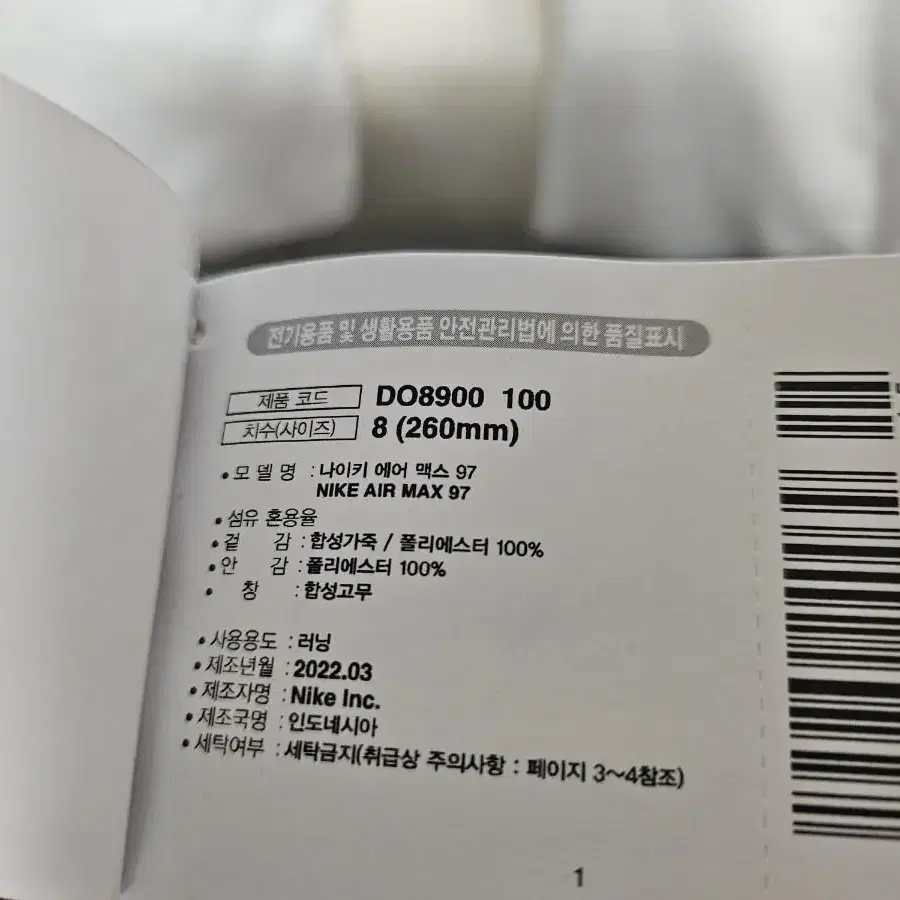 전기용품 및 생활용품 안전관리법에 의한 품질표시
제품 코드 DO8900 100
치수(사이즈) 8 (260mm)
• 모 델 명 : 나이키 에어 맥스 97
NIKE AIR MAX 97
• 섬유 혼용율
• 겉 감 : 합성가죽 / 폴리에스터 100%
• 안 감 : 폴리에스터 100%
• 창 : 합성고무
• 사용용도 : 러닝
• 제조년월 : 2022.03
• 제조자명 : Nike Inc.
• 제조국명 : 인도네시아
• 세탁여부 : 세탁금지(취급상 주의사항 : 페이지 3~4참조)
1